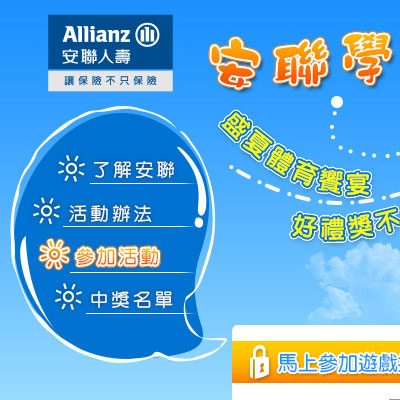 Allianz
安聯人壽
讓保險不只保險
安聯學
盛夏體育饗宴
好禮獎不
了解安聯
活動辦法
參加活動
中獎名單
馬上參加遊戲